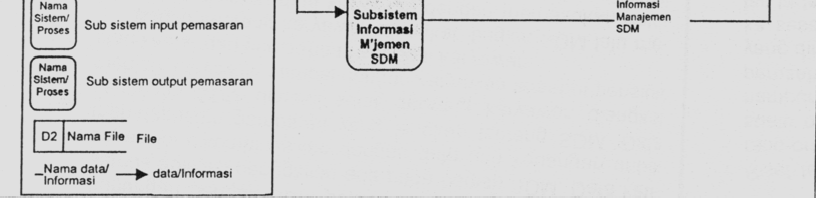 Nama
Sistem/
Proses
Sub sistem input pemasaran
Nama
Sistem/
Proses
Sub sistem output pemasaran
D2 Nama File File
Nama data/
Informasi
data/Informasi
Subsistem
Informasi
M'jemen
SDM
Informasi
Manajemen
SDM